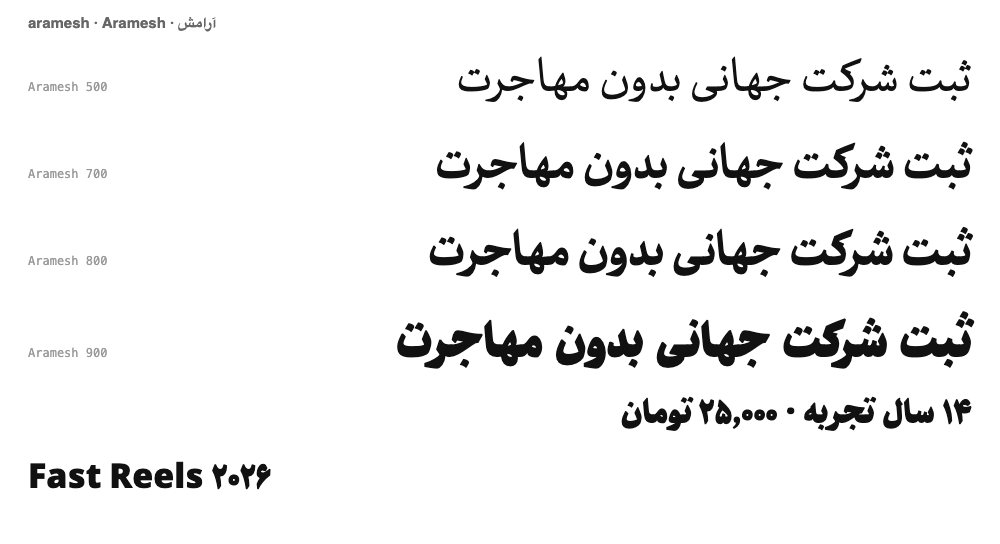 aramesh · Aramesh · آرامش
Aramesh 500
ثبت شرکت جهانی بدون مهاجرت
Aramesh 700
ثبت شرکت جهانی بدون مهاجرت
Aramesh 800
ثبت شرکت جهانی بدون مهاجرت
Aramesh 900
ثبت شرکت جهانی بدون مهاجرت
۱۴ سال تجربه · ۲۵,۰۰۰ تومان
Fast Reels ۲۰۲۶